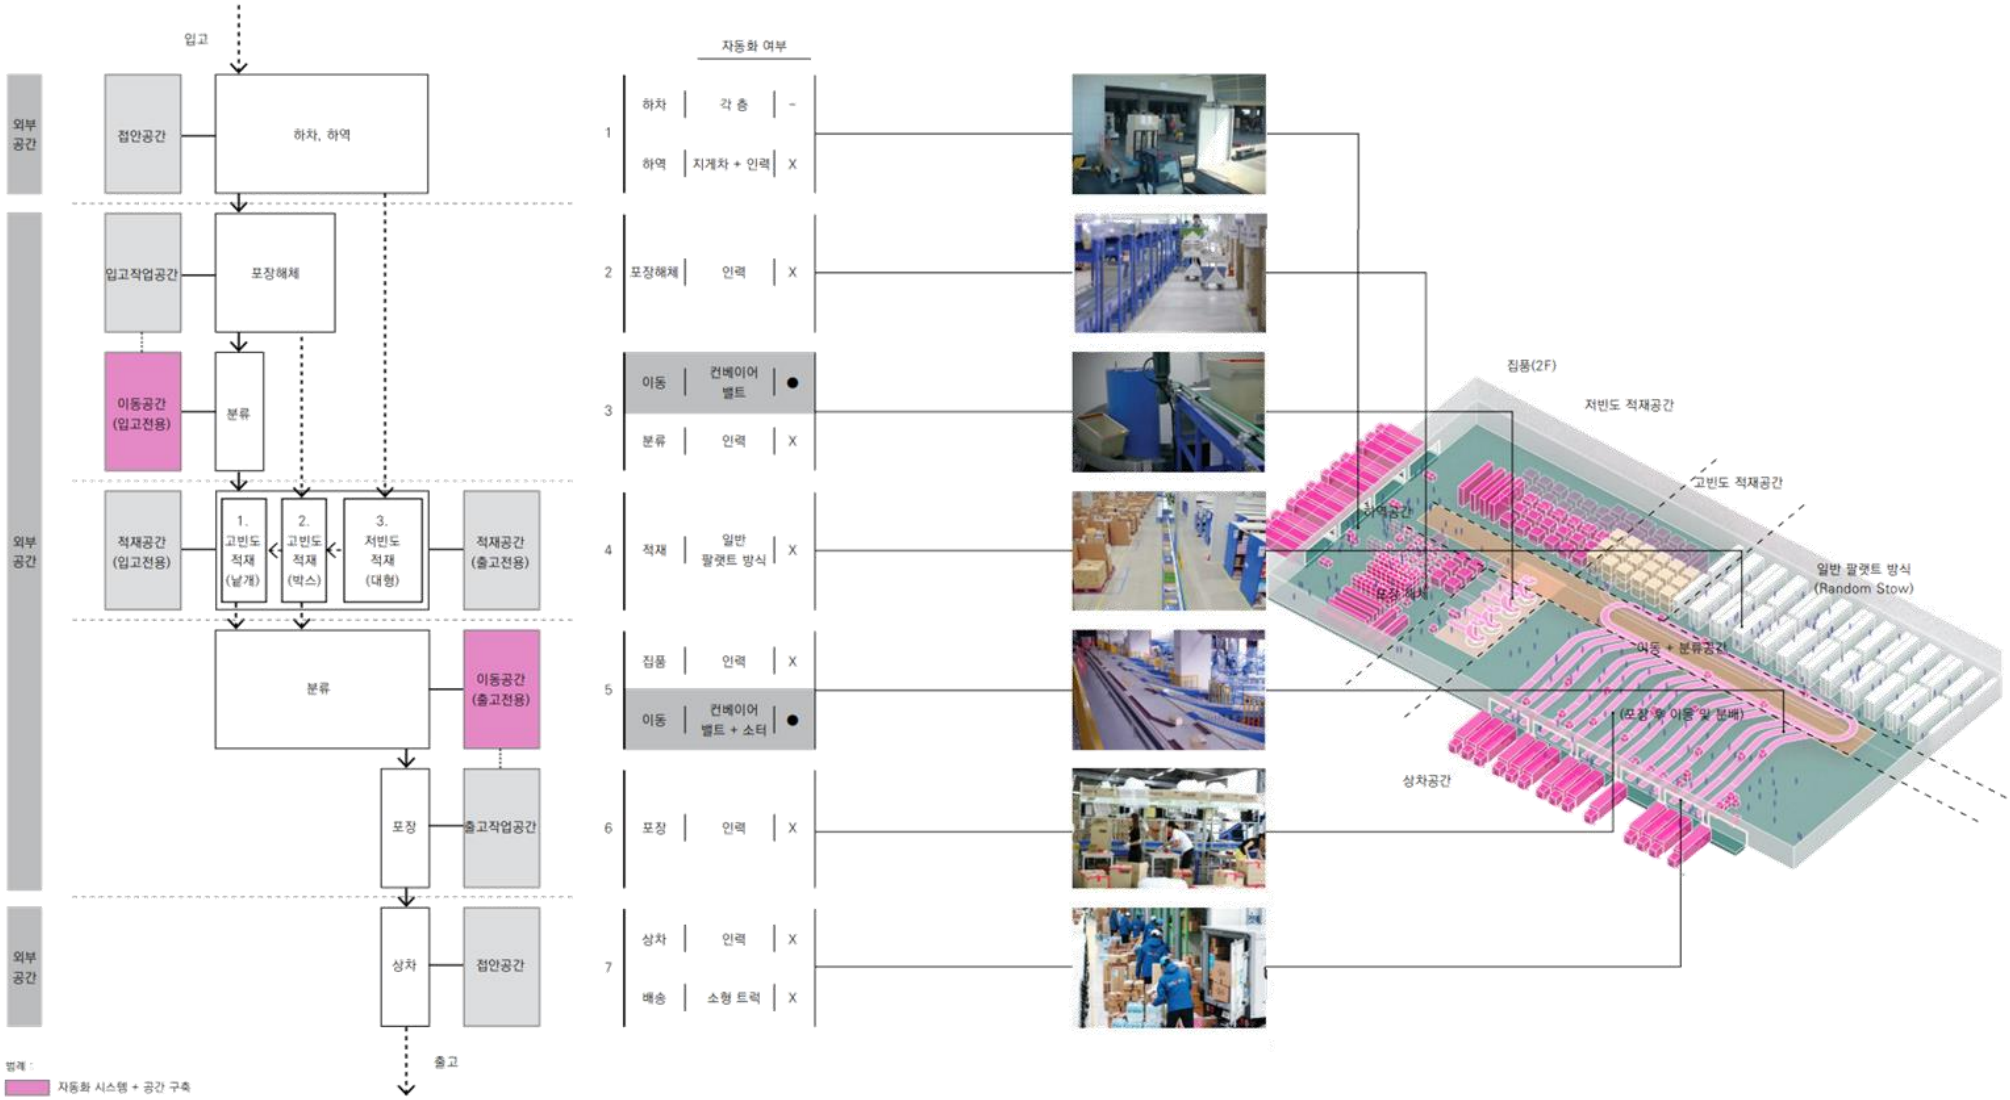 입고
자동화 여부
외부
공간
접안공간
하차, 하역
1
하차
각 층
-
하역
지게차 + 인력
X
외부
공간
입고작업공간
포장해체
2
포장해체
인력
X
이동공간
(입고전용)
분류
3
이동
컨베이어
밸트
●
분류
인력
X
적재공간
(입고전용)
1.
고빈도
적재
(낱개)
2.
고빈도
적재
(박스)
3.
저빈도
적재
(대형)
적재공간
(출고전용)
4
적재
일반
팔랫트 방식
X
분류
이동공간
(출고전용)
5
집품
인력
X
이동
컨베이어
밸트 + 소터
●
포장
출고작업공간
6
포장
인력
X
외부
공간
상차
접안공간
7
상차
인력
X
배송
소형 트럭
X
출고
범례 :
자동화 시스템 + 공간 구축
집품(2F)
저빈도 적재공간
고빈도 적재공간
하역공간
포장 해체
일반 팔랫트 방식
(Random Stow)
이동 + 분류공간
(포장 후 이동 및 분배)
상차공간